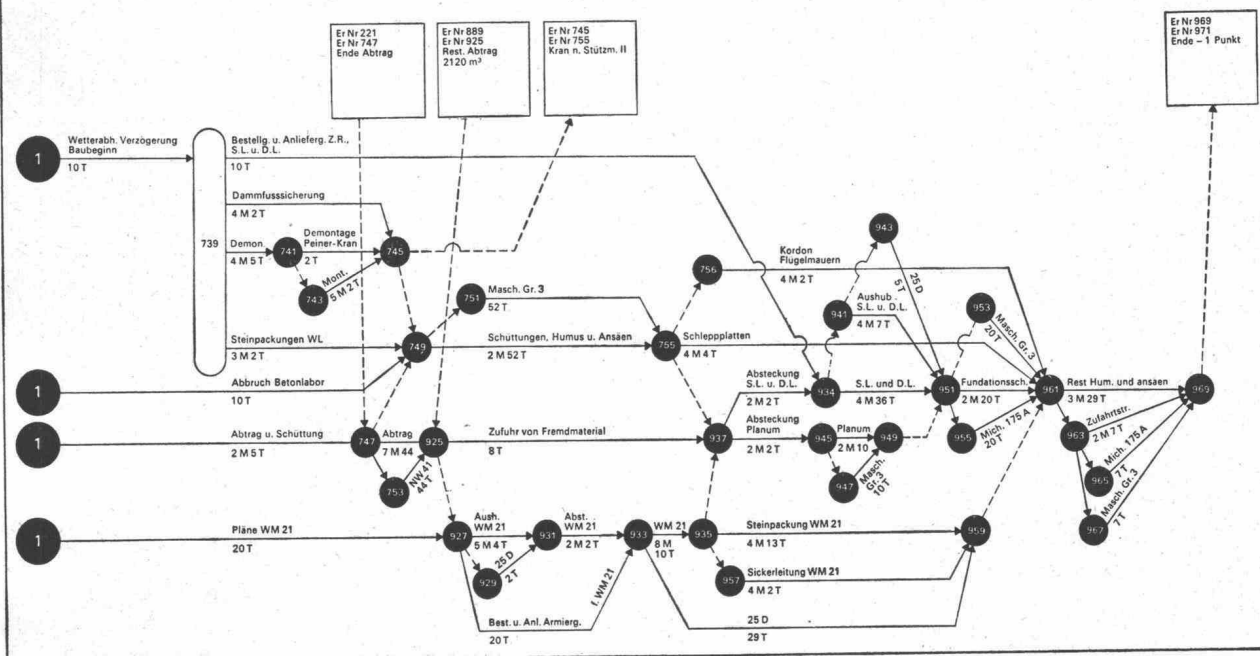 Er Nr 221
Er Nr 747
Ende Abtrag
Er Nr 889
Er Nr 925
Rest. Abtrag
2120 m³
Er Nr 745
Er Nr 755
Kran n. Stützm. II
Er Nr 969
Er Nr 971
Ende – 1 Punkt
1
Wetterabh. Verzögerung
Baubeginn
10 T
739
Bestellg. u. Anlieferg. Z.R.,
S.L. u. D.L.
10 T
Dammfusssicherung
4 M 2 T
Demon.
4 M 5 T
741
Demontage
Peiner-Kran
2 T
743
Mont.
5 M 2 T
745
Steinpackungen WL
3 M 2 T
749
751
Masch. Gr. 3
52 T
Schüttungen, Humus u. Ansäen
2 M 52 T
755
756
Kordon
Flügelmauern
4 M 2 T
Schleppplatten
4 M 4 T
1
Abbruch Betonlabor
10 T
1
Abtrag u. Schüttung
2 M 5 T
747
Abtrag
7 M 44
753
NW 41
44 T
925
Zufuhr von Fremdmaterial
8 T
937
Absteckung
S.L. u. D.L.
2 M 2 T
934
941
Aushub
S.L. u. D.L.
4 M 7 T
943
25 D
5 T
S.L. und D.L.
4 M 36 T
951
953
Masch. Gr. 3
20 T
Fundationssch.
2 M 20 T
955
Mich. 175 A
20 T
961
Absteckung
Planum
2 M 2 T
945
Planum
2 M 10
947
Masch.
Gr. 3
10 T
949
Rest Hum. und ansaen
3 M 29 T
969
963
Zufahrtstr.
2 M 7 T
965
Mich. 175 A
7 T
967
Masch. Gr. 3
7 T
1
Pläne WM 21
20 T
927
Aush.
WM 21
5 M 4 T
929
25 D
2 T
931
Abst.
WM 21
2 M 2 T
933
WM 21
8 M
10 T
935
Steinpackung WM 21
4 M 13 T
959
957
Sickerleitung WM 21
4 M 2 T
Best. u. Anl. Armierg.
20 T
f. WM 21
25 D
29 T